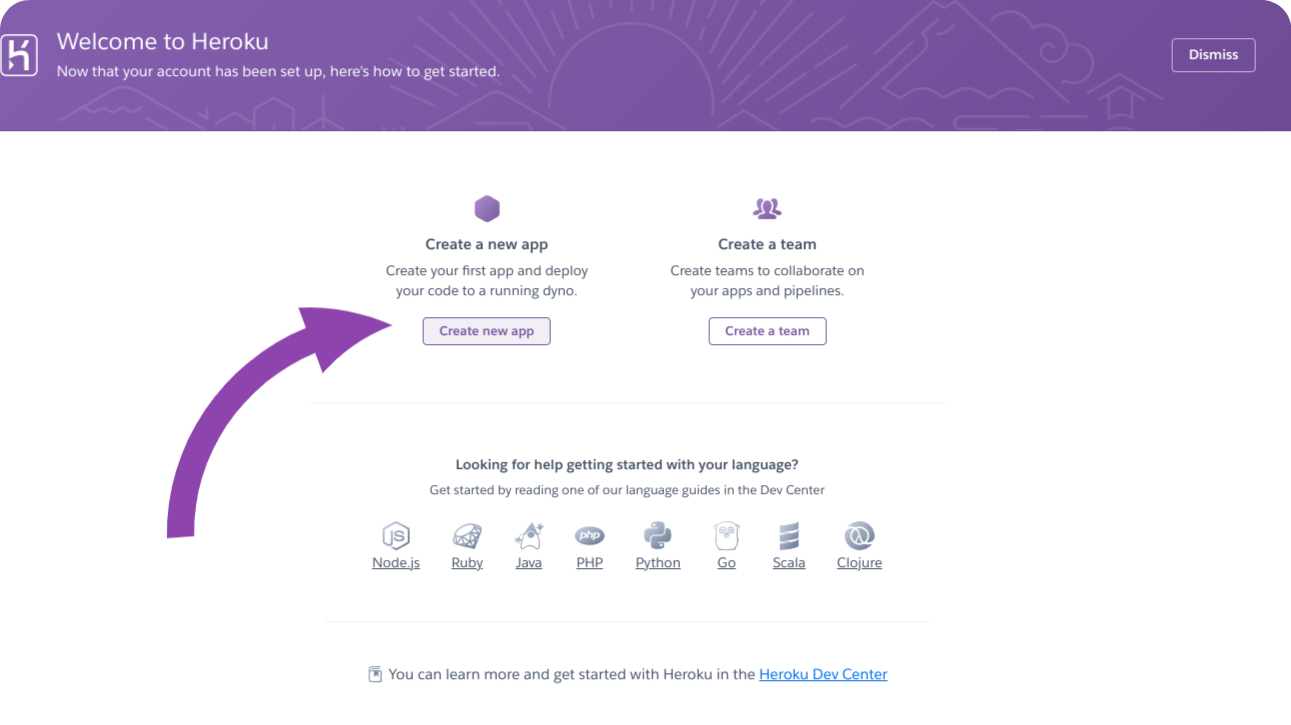 Welcome to Heroku
Now that your account has been set up, here's how to get started.
Dismiss
Create a new app
Create your first app and deploy
your code to a running dyno.
Create new app
Create a team
Create teams to collaborate on
your apps and pipelines.
Create a team
Looking for help getting started with your language?
Get started by reading one of our language guides in the Dev Center
JS
php
Node.js
Ruby
Java
PHP
Python
Go
Scala
Clojure
You can learn more and get started with Heroku in the Heroku Dev Center